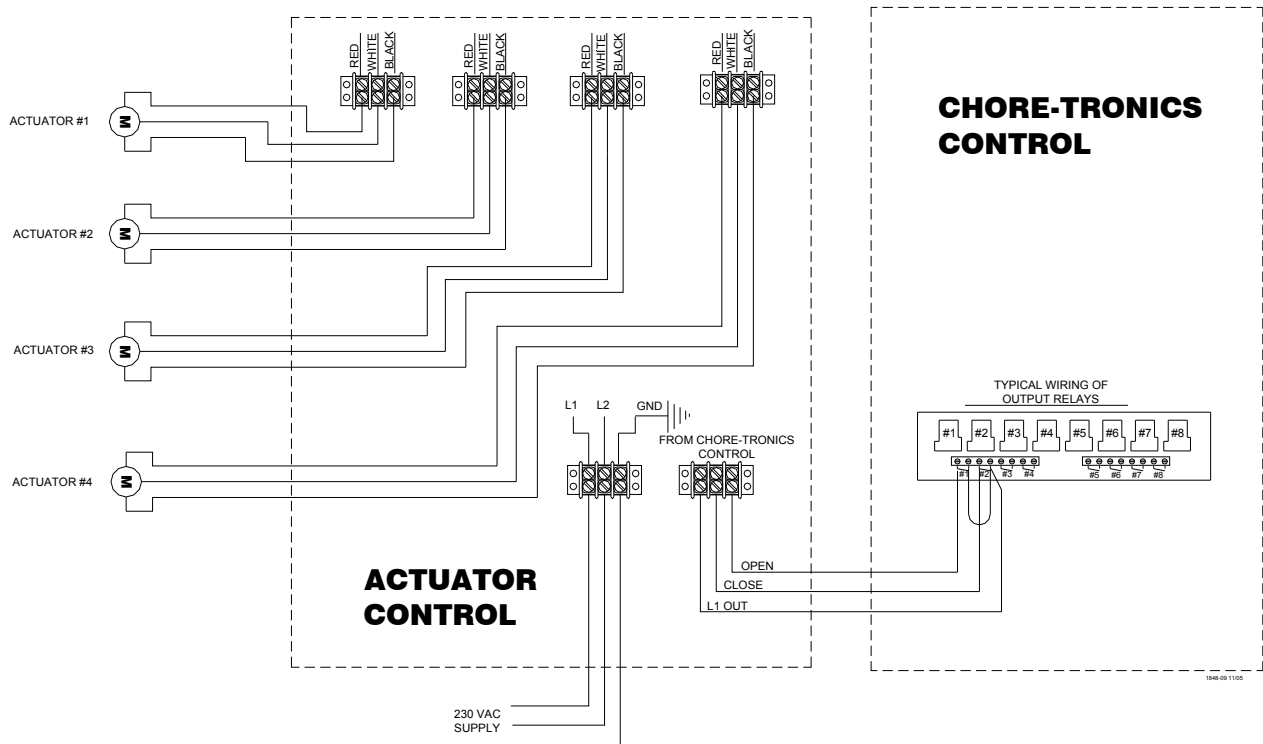 RED
WHITE
BLACK
RED
WHITE
BLACK
RED
WHITE
BLACK
RED
WHITE
BLACK
CHORE-TRONICS
CONTROL
ACTUATOR #1
M
ACTUATOR #2
M
ACTUATOR #3
M
ACTUATOR #4
M
L1
L2
GND
FROM CHORE-TRONICS
CONTROL
TYPICAL WIRING OF
OUTPUT RELAYS
#1 #2 #3 #4 #5 #6 #7 #8
#1 #2 #3 #4 #5 #6 #7 #8
OPEN
CLOSE
L1 OUT
ACTUATOR
CONTROL
230 VAC
SUPPLY
1848-09 11/05